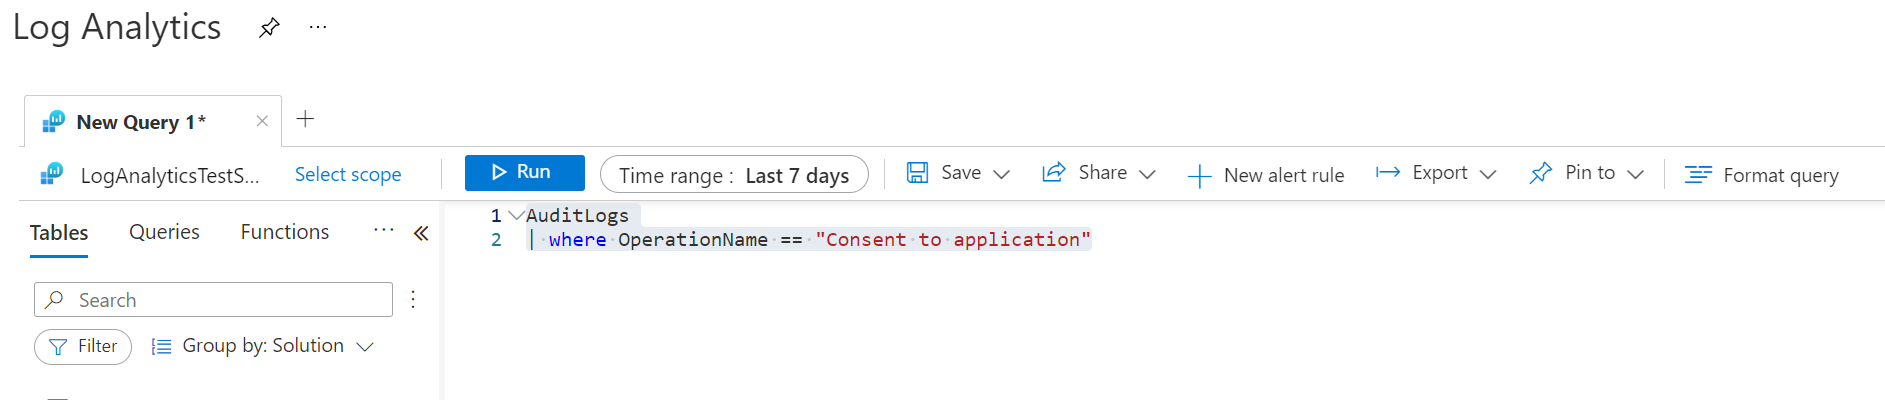 Log Analytics ...
New Query 1*
LogAnalyticsTestS... Select scope Run Time range : Last 7 days Save Share New alert rule Export Pin to Format query
Tables Queries Functions ...
1 AuditLogs
2 | where OperationName == "Consent to application"
Search
Filter Group by: Solution